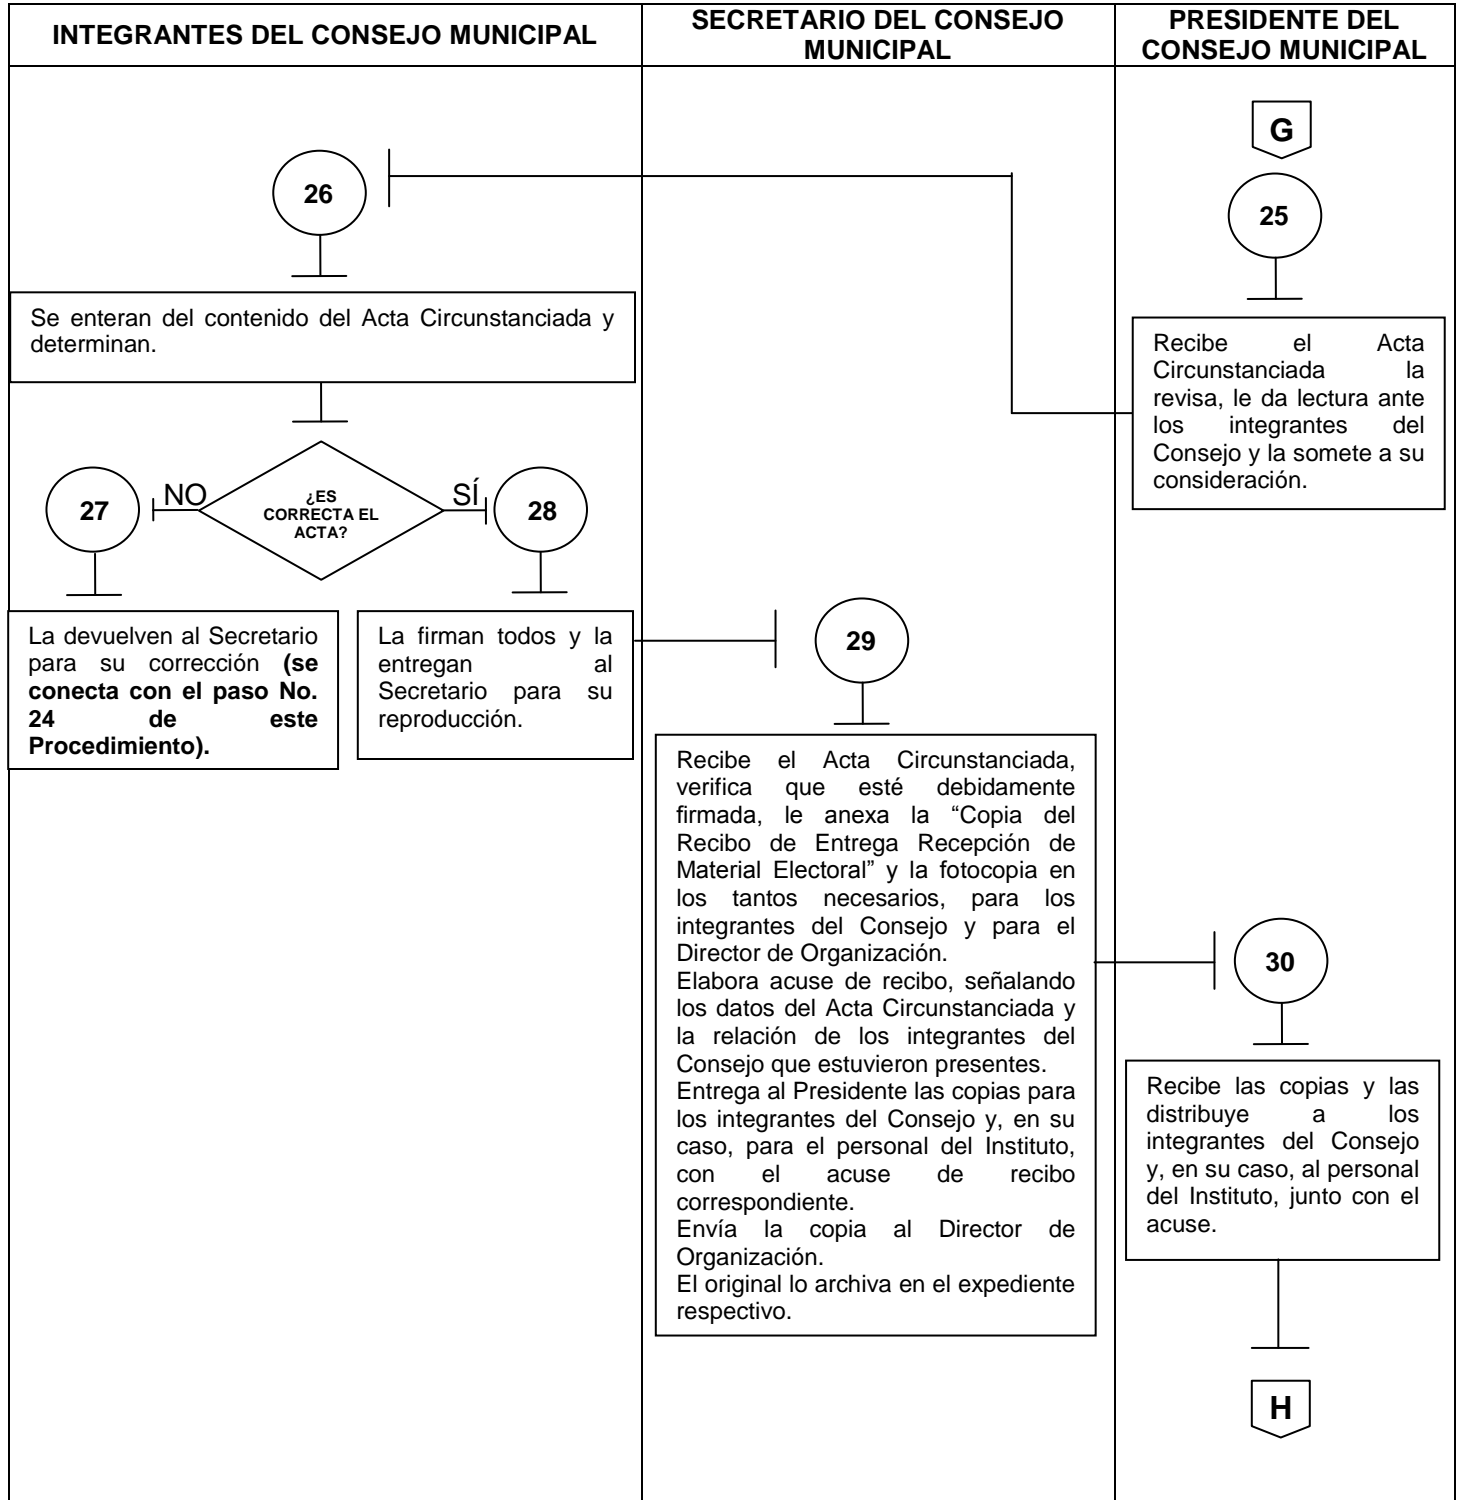 INTEGRANTES DEL CONSEJO MUNICIPAL
SECRETARIO DEL CONSEJO
MUNICIPAL
PRESIDENTE DEL
CONSEJO MUNICIPAL
G
25
Recibe el Acta
Circunstanciada la
revisa, le da lectura ante
los integrantes del
Consejo y la somete a su
consideración.
26
Se enteran del contenido del Acta Circunstanciada y
determinan.
¿ES
CORRECTA EL
ACTA?
NO
SÍ
27
La devuelven al Secretario
para su corrección (se
conecta con el paso No.
24 de este
Procedimiento).
28
La firman todos y la
entregan al
Secretario para su
reproducción.
29
Recibe el Acta Circunstanciada,
verifica que esté debidamente
firmada, le anexa la “Copia del
Recibo de Entrega Recepción de
Material Electoral” y la fotocopia en
los tantos necesarios, para los
integrantes del Consejo y para el
Director de Organización.
Elabora acuse de recibo, señalando
los datos del Acta Circunstanciada y
la relación de los integrantes del
Consejo que estuvieron presentes.
Entrega al Presidente las copias para
los integrantes del Consejo y, en su
caso, para el personal del Instituto,
con el acuse de recibo
correspondiente.
Envía la copia al Director de
Organización.
El original lo archiva en el expediente
respectivo.
30
Recibe las copias y las
distribuye a los
integrantes del Consejo
y, en su caso, al personal
del Instituto, junto con el
acuse.
H